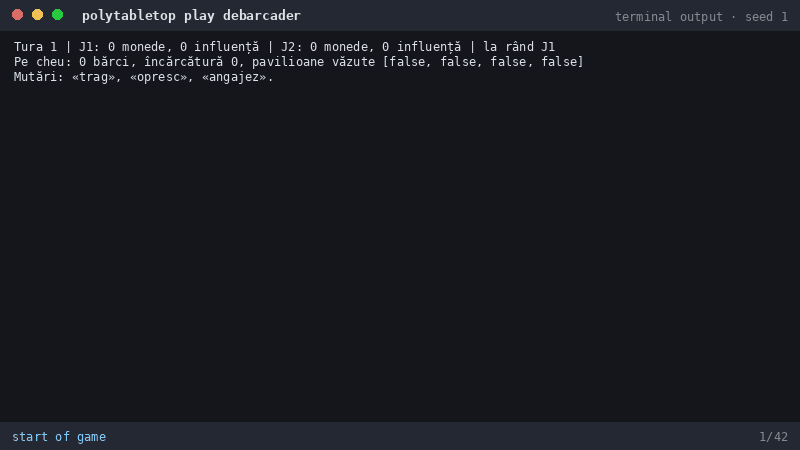 polytabletop play debarcader
terminal output · seed 1
Tura 1 | J1: 0 monede, 0 influență | J2: 0 monede, 0 influență | la rând J1
Pe cheu: 0 bărci, încărcătură 0, pavilioane văzute [false, false, false, false]
Mutări: «trag», «opresc», «angajez».
start of game
1/42